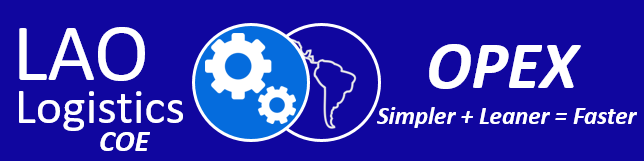 LAO
Logistics
COE
OPEX
Simpler + Leaner = Faster